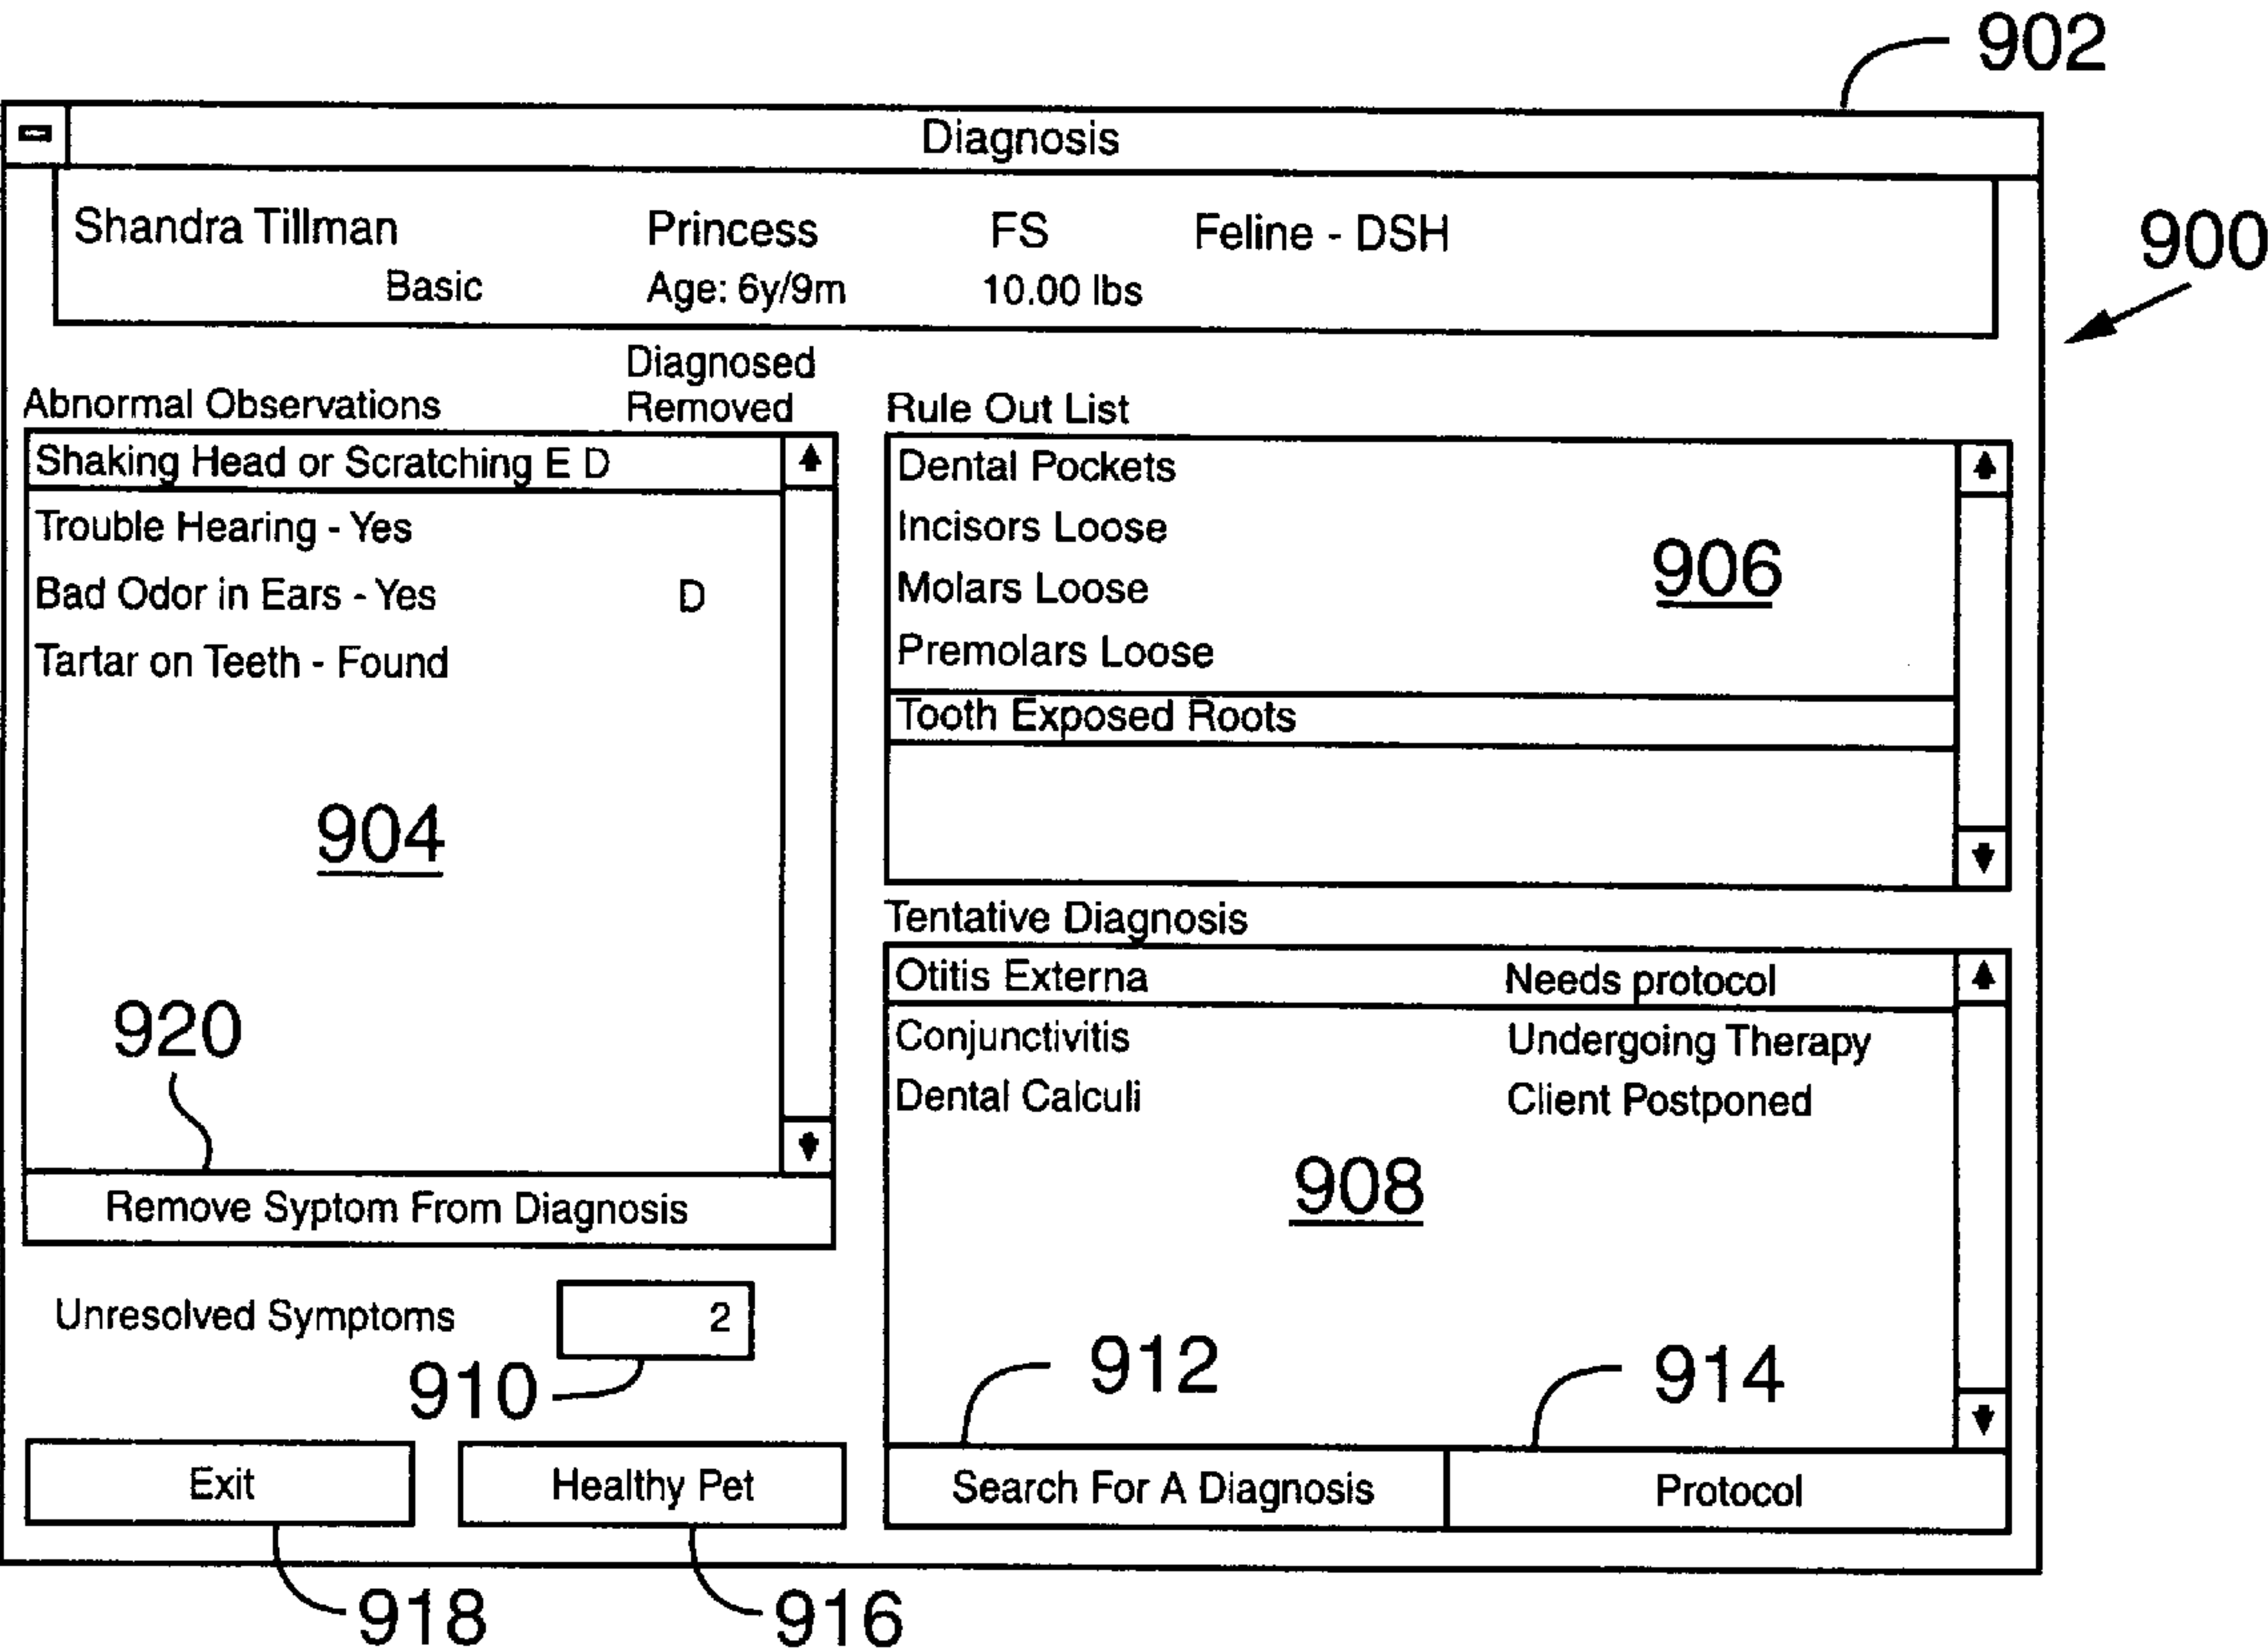 902
Diagnosis
900
Shandra Tillman Princess FS Feline - DSH
Basic Age: 6y/9m 10.00 lbs
Diagnosed
Abnormal Observations Removed
Shaking Head or Scratching E D
Trouble Hearing - Yes
Bad Odor in Ears - Yes D
Tartar on Teeth - Found
904
920
Remove Syptom From Diagnosis
Rule Out List
Dental Pockets
Incisors Loose
Molars Loose
Premolars Loose
Tooth Exposed Roots
906
Tentative Diagnosis
Otitis Externa Needs protocol
Conjunctivitis Undergoing Therapy
Dental Calculi Client Postponed
908
Unresolved Symptoms 2
910
912
914
Exit Healthy Pet Search For A Diagnosis Protocol
918
916